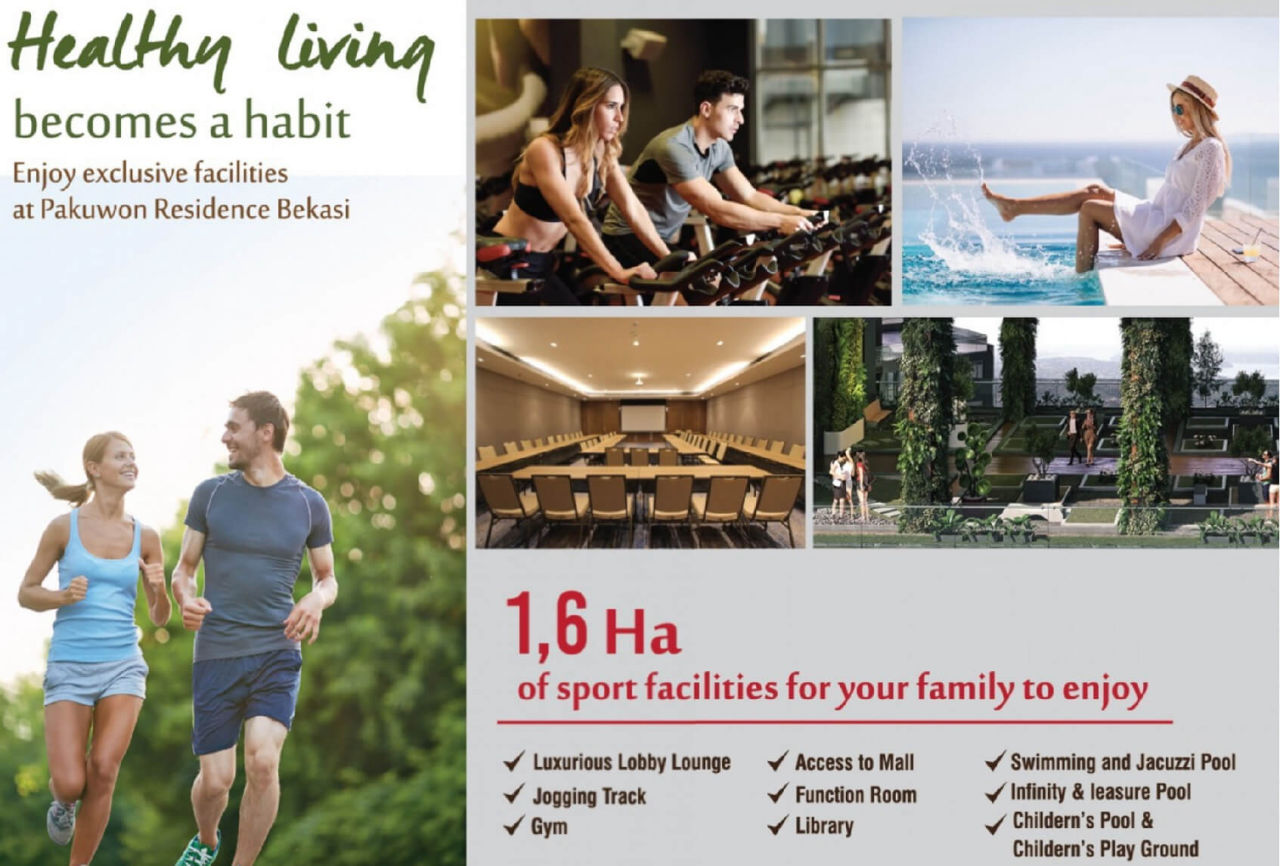 Healthy living
becomes a habit
Enjoy exclusive facilities
at Pakuwon Residence Bekasi
1,6 Ha
of sport facilities for your family to enjoy
✓ Luxurious Lobby Lounge
✓ Jogging Track
✓ Gym
✓ Access to Mall
✓ Function Room
✓ Library
✓ Swimming and Jacuzzi Pool
✓ Infinity & leasure Pool
✓ Childern's Pool &
Childern's Play Ground